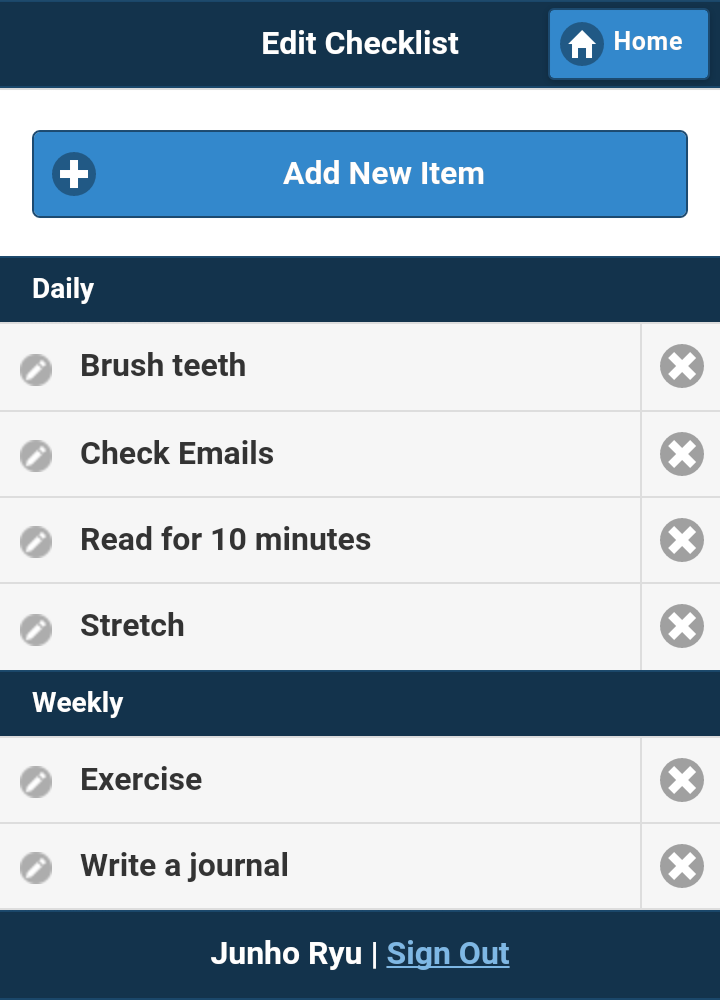 Edit Checklist
Home
Add New Item
Daily
Brush teeth
Check Emails
Read for 10 minutes
Stretch
Weekly
Exercise
Write a journal
Junho Ryu | Sign Out